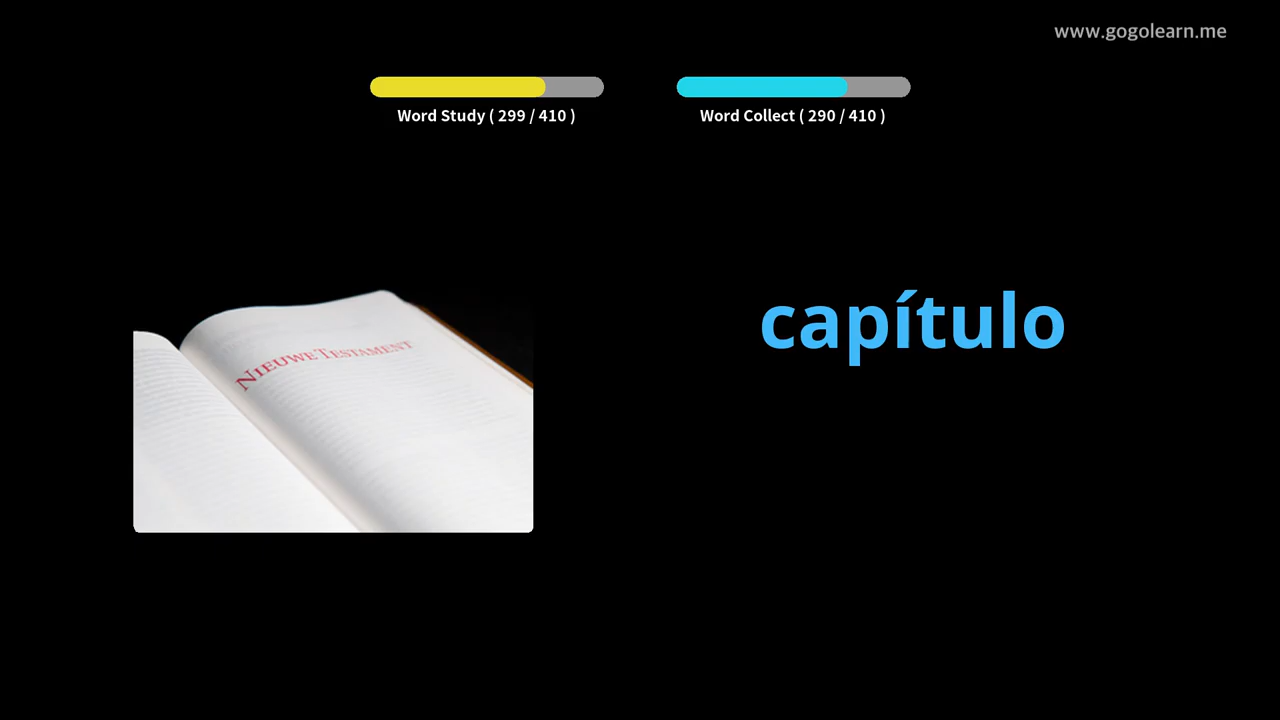 www.gogolearn.me
Word Study ( 299 / 410 )
Word Collect ( 290 / 410 )
capítulo
NIEUWE TESTAMENT